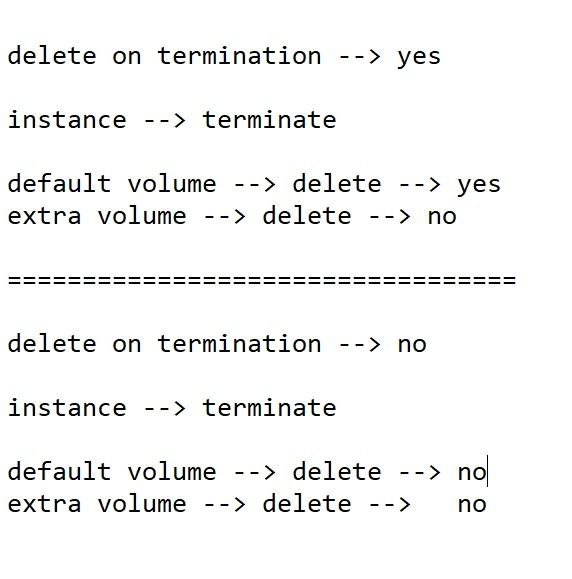 delete on termination --> yes
instance --> terminate
default volume --> delete --> yes
extra volume --> delete --> no
==================================
delete on termination --> no
instance --> terminate
default volume --> delete --> no
extra volume --> delete -->   no